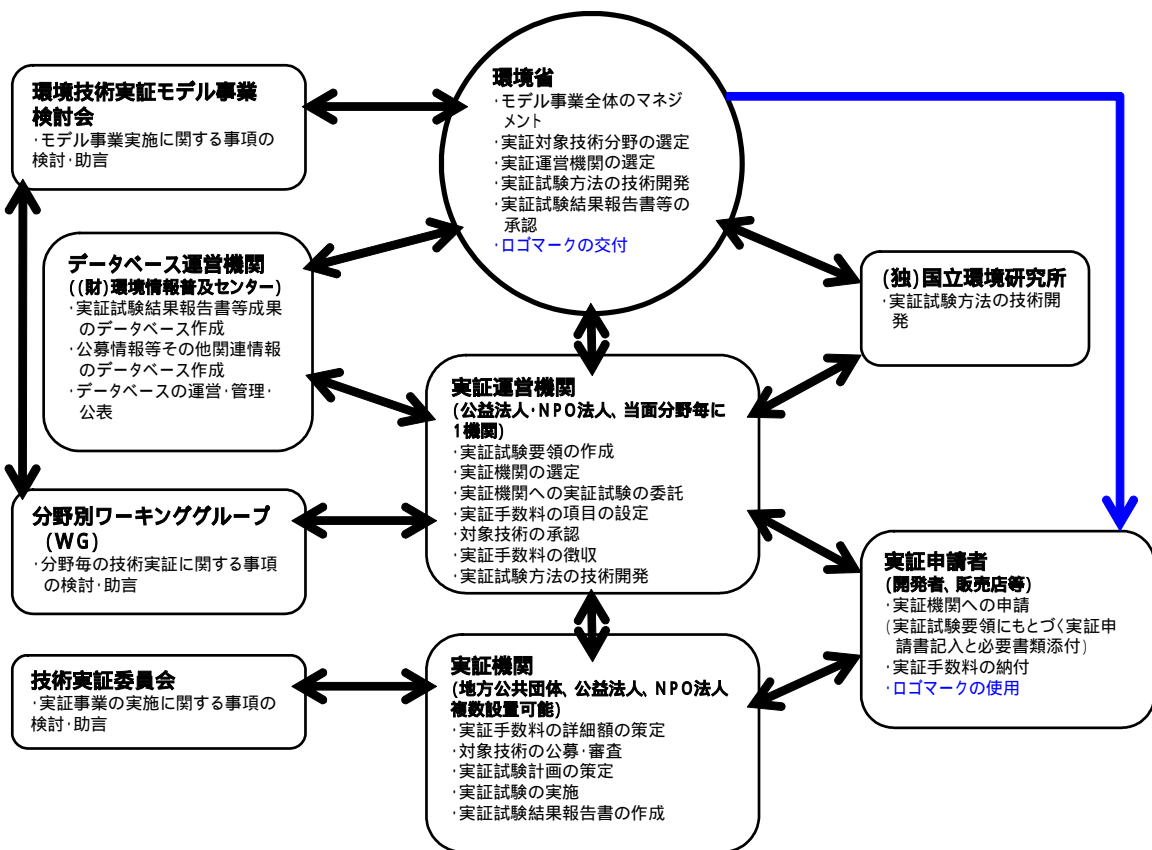 環境省
・モデル事業全体のマネジ
メント
・実証対象技術分野の選定
・実証運営機関の選定
・実証試験方法の技術開発
・実証試験結果報告書等の
承認
・ロゴマークの交付
環境技術実証モデル事業
検討会
・モデル事業実施に関する事項の
検討・助言
データベース運営機関
((財)環境情報普及センター)
・実証試験結果報告書等成果
のデータベース作成
・公募情報等その他関連情報
のデータベース作成
・データベースの運営・管理・
公表
(独)国立環境研究所
・実証試験方法の技術開
発
実証運営機関
(公益法人・NPO法人、当面分野毎に
1機関)
・実証試験要領の作成
・実証機関の選定
・実証機関への実証試験の委託
・実証手数料の項目の設定
・対象技術の承認
・実証手数料の徴収
・実証試験方法の技術開発
分野別ワーキンググループ
(WG)
・分野毎の技術実証に関する事項
の検討・助言
実証申請者
(開発者、販売店等)
・実証機関への申請
(実証試験要領にもとづく実証申
請書記入と必要書類添付)
・実証手数料の納付
・ロゴマークの使用
技術実証委員会
・実証事業の実施に関する事項の
検討・助言
実証機関
(地方公共団体、公益法人、NPO法人
複数設置可能)
・実証手数料の詳細額の策定
・対象技術の公募・審査
・実証試験計画の策定
・実証試験の実施
・実証試験結果報告書の作成